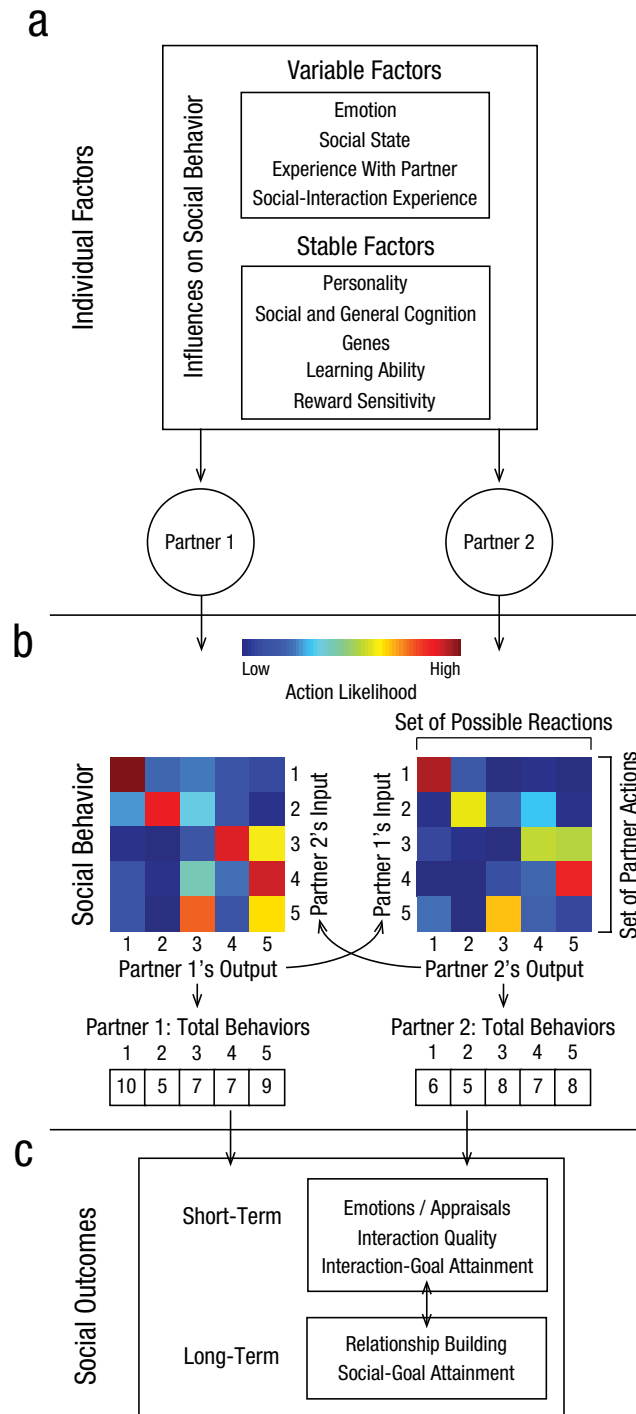 a
Individual Factors
Influences on Social Behavior
Variable Factors
Emotion
Social State
Experience With Partner
Social-Interaction Experience
Stable Factors
Personality
Social and General Cognition
Genes
Learning Ability
Reward Sensitivity
Partner 1
Partner 2
b
Low
High
Action Likelihood
Social Behavior
1
2
3
4
5
Partner 2's Input
1 2 3 4 5
Partner 1's Output
Set of Possible Reactions
Partner 1's Input
1
2
3
4
5
Set of Partner Actions
1 2 3 4 5
Partner 2's Output
Partner 1: Total Behaviors
1 2 3 4 5
10 5 7 7 9
Partner 2: Total Behaviors
1 2 3 4 5
6 5 8 7 8
c
Social Outcomes
Short-Term
Emotions / Appraisals
Interaction Quality
Interaction-Goal Attainment
Long-Term
Relationship Building
Social-Goal Attainment